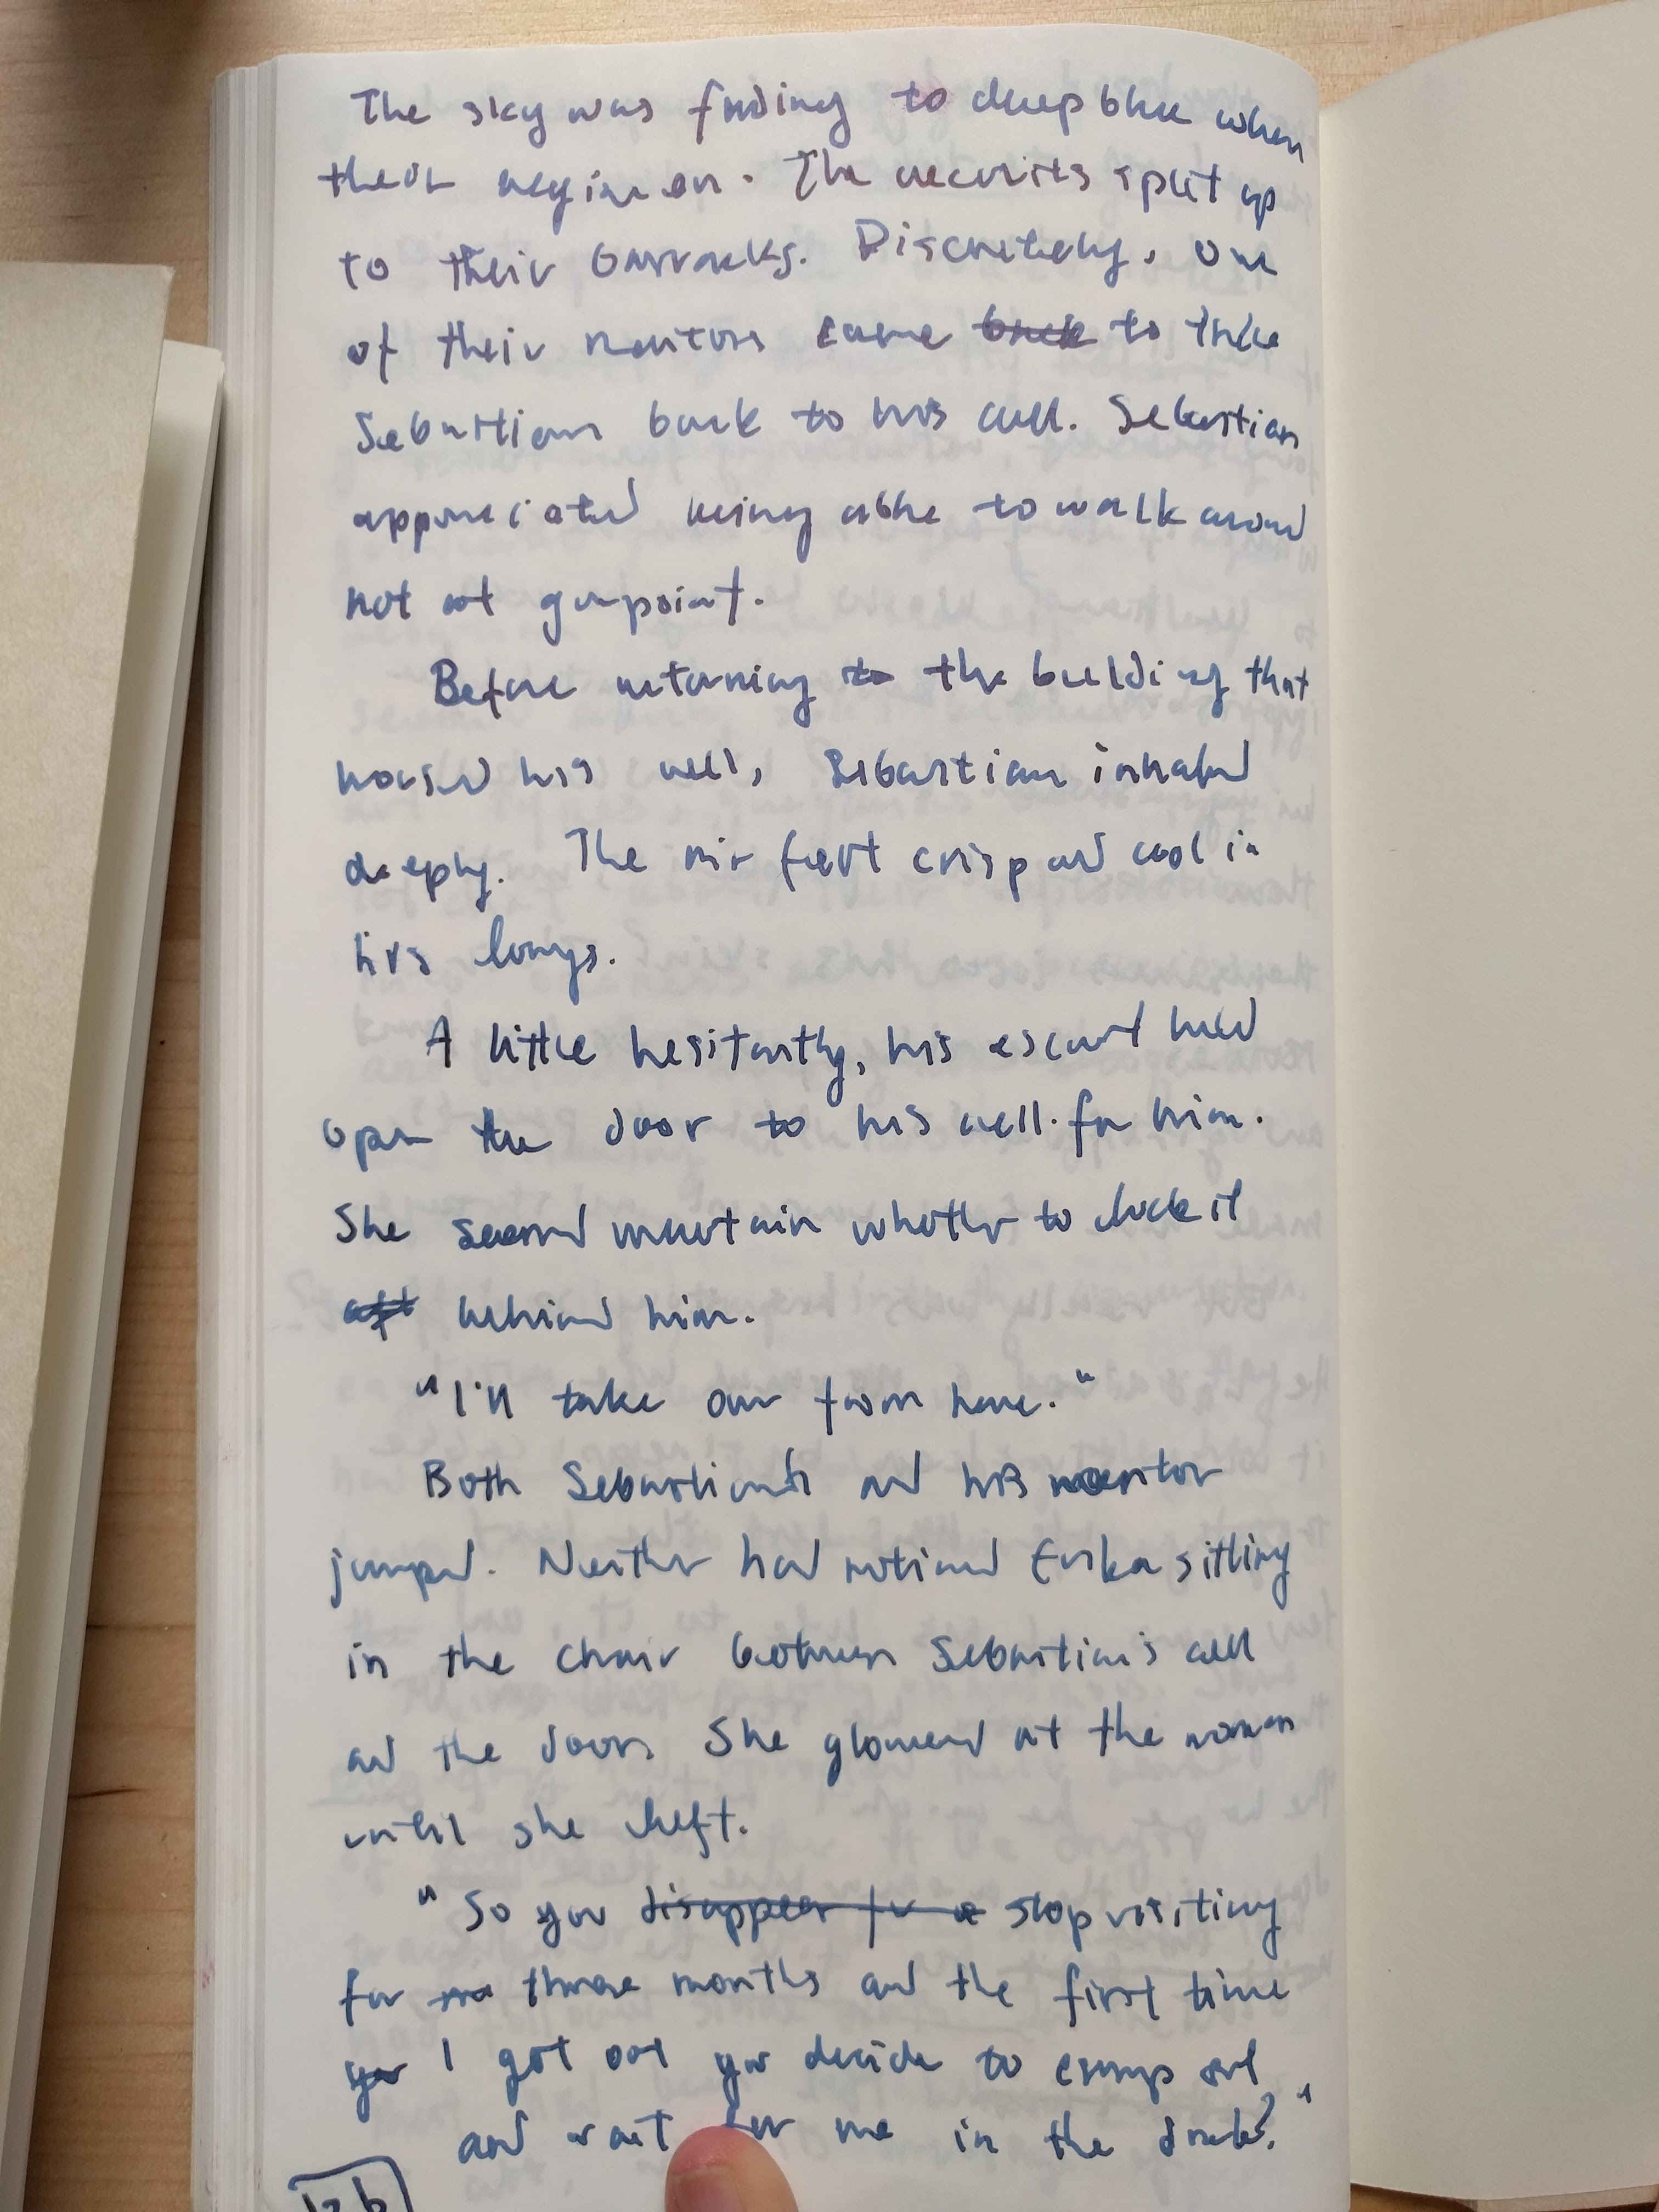 The sky was fading to deep blue when
their regimen. The recruits split up
to their barracks. Discretely, one
of their monitors came back to take
Sebastian back to his cell. Sebastian
appreciated being able to walk around
not at gunpoint.
Before returning to the building that
housed his cell, Sebastian inhaled
deeply. The air felt crisp and cool in
his lungs.
A little hesitantly, his escort held
open the door to his cell for him.
She seemed uncertain whether to lock it
aft behind him.
"I'll take over from here."
Both Sebastian and his monitor
jumped. Neither had noticed Erika sitting
in the chair between Sebastian's cell
and the door. She glowered at the woman
until she left.
"So you disappear for a stop visiting
for three months and the first time
you I got out you decide to camp out
and wait for me in the dark?"